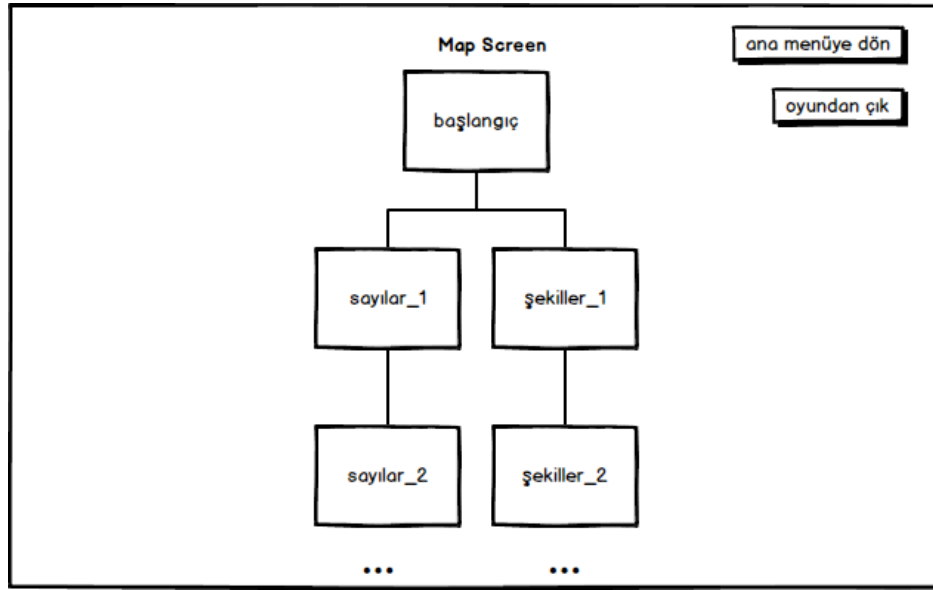 Map Screen
ana menüye dön
oyundan çık
başlangıç
sayılar_1
şekiller_1
sayılar_2
şekiller_2
... ...